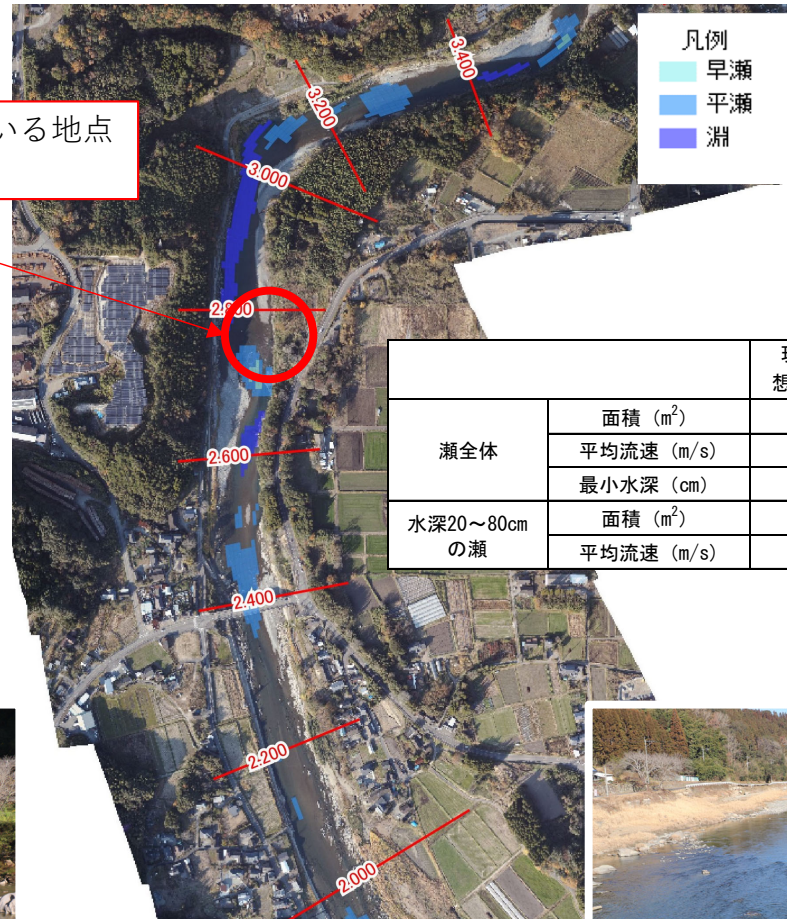 凡例
早瀬
平瀬
淵
いる地点
3.400
3.200
3.000
2.800
2.600
2.400
2.200
2.000
瀬全体
面積 (m²)
平均流速 (m/s)
最小水深 (cm)
水深20～80cm
の瀬
面積 (m²)
平均流速 (m/s)